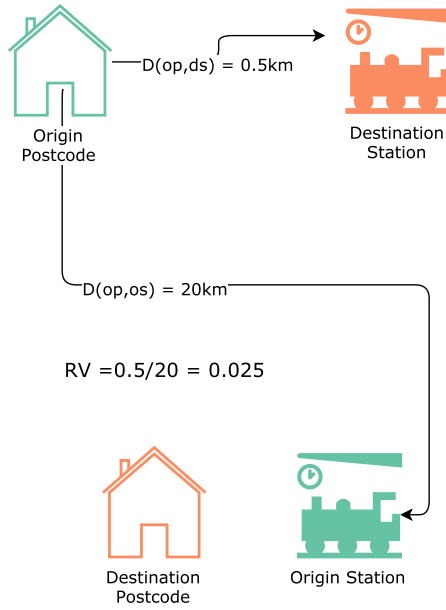 D(op,ds) = 0.5km
Origin
Postcode
Destination
Station
D(op,os) = 20km
RV =0.5/20 = 0.025
Destination
Postcode
Origin Station